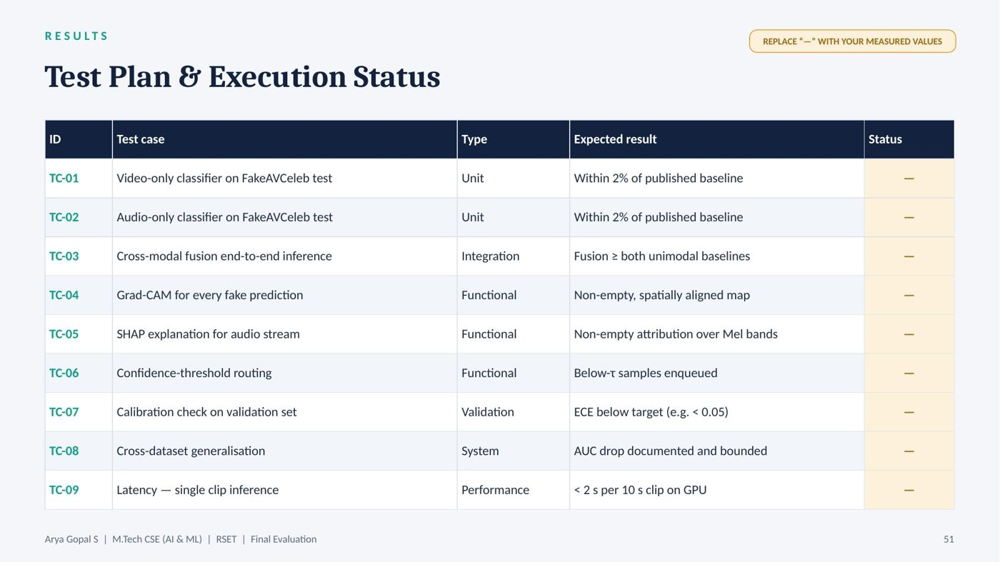 RESULTS
REPLACE “—” WITH YOUR MEASURED VALUES
Test Plan & Execution Status
ID Test case Type Expected result Status
TC-01 Video-only classifier on FakeAVCeleb test Unit Within 2% of published baseline —
TC-02 Audio-only classifier on FakeAVCeleb test Unit Within 2% of published baseline —
TC-03 Cross-modal fusion end-to-end inference Integration Fusion ≥ both unimodal baselines —
TC-04 Grad-CAM for every fake prediction Functional Non-empty, spatially aligned map —
TC-05 SHAP explanation for audio stream Functional Non-empty attribution over Mel bands —
TC-06 Confidence-threshold routing Functional Below-τ samples enqueued —
TC-07 Calibration check on validation set Validation ECE below target (e.g. < 0.05) —
TC-08 Cross-dataset generalisation System AUC drop documented and bounded —
TC-09 Latency — single clip inference Performance < 2 s per 10 s clip on GPU —
Arya Gopal S | M.Tech CSE (AI & ML) | RSET | Final Evaluation 51